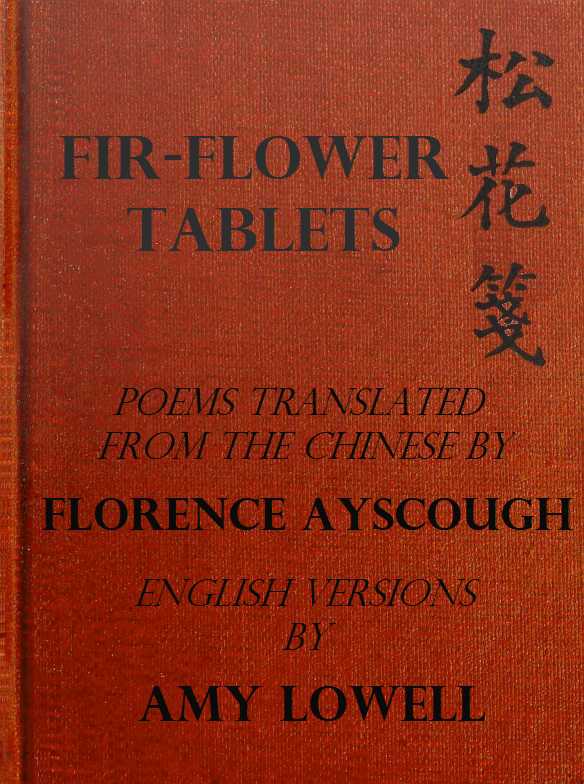 FIR-FLOWER
TABLETS
松花箋
POEMS TRANSLATED
FROM THE CHINESE BY
FLORENCE AYSCOUGH
ENGLISH VERSIONS
BY
AMY LOWELL